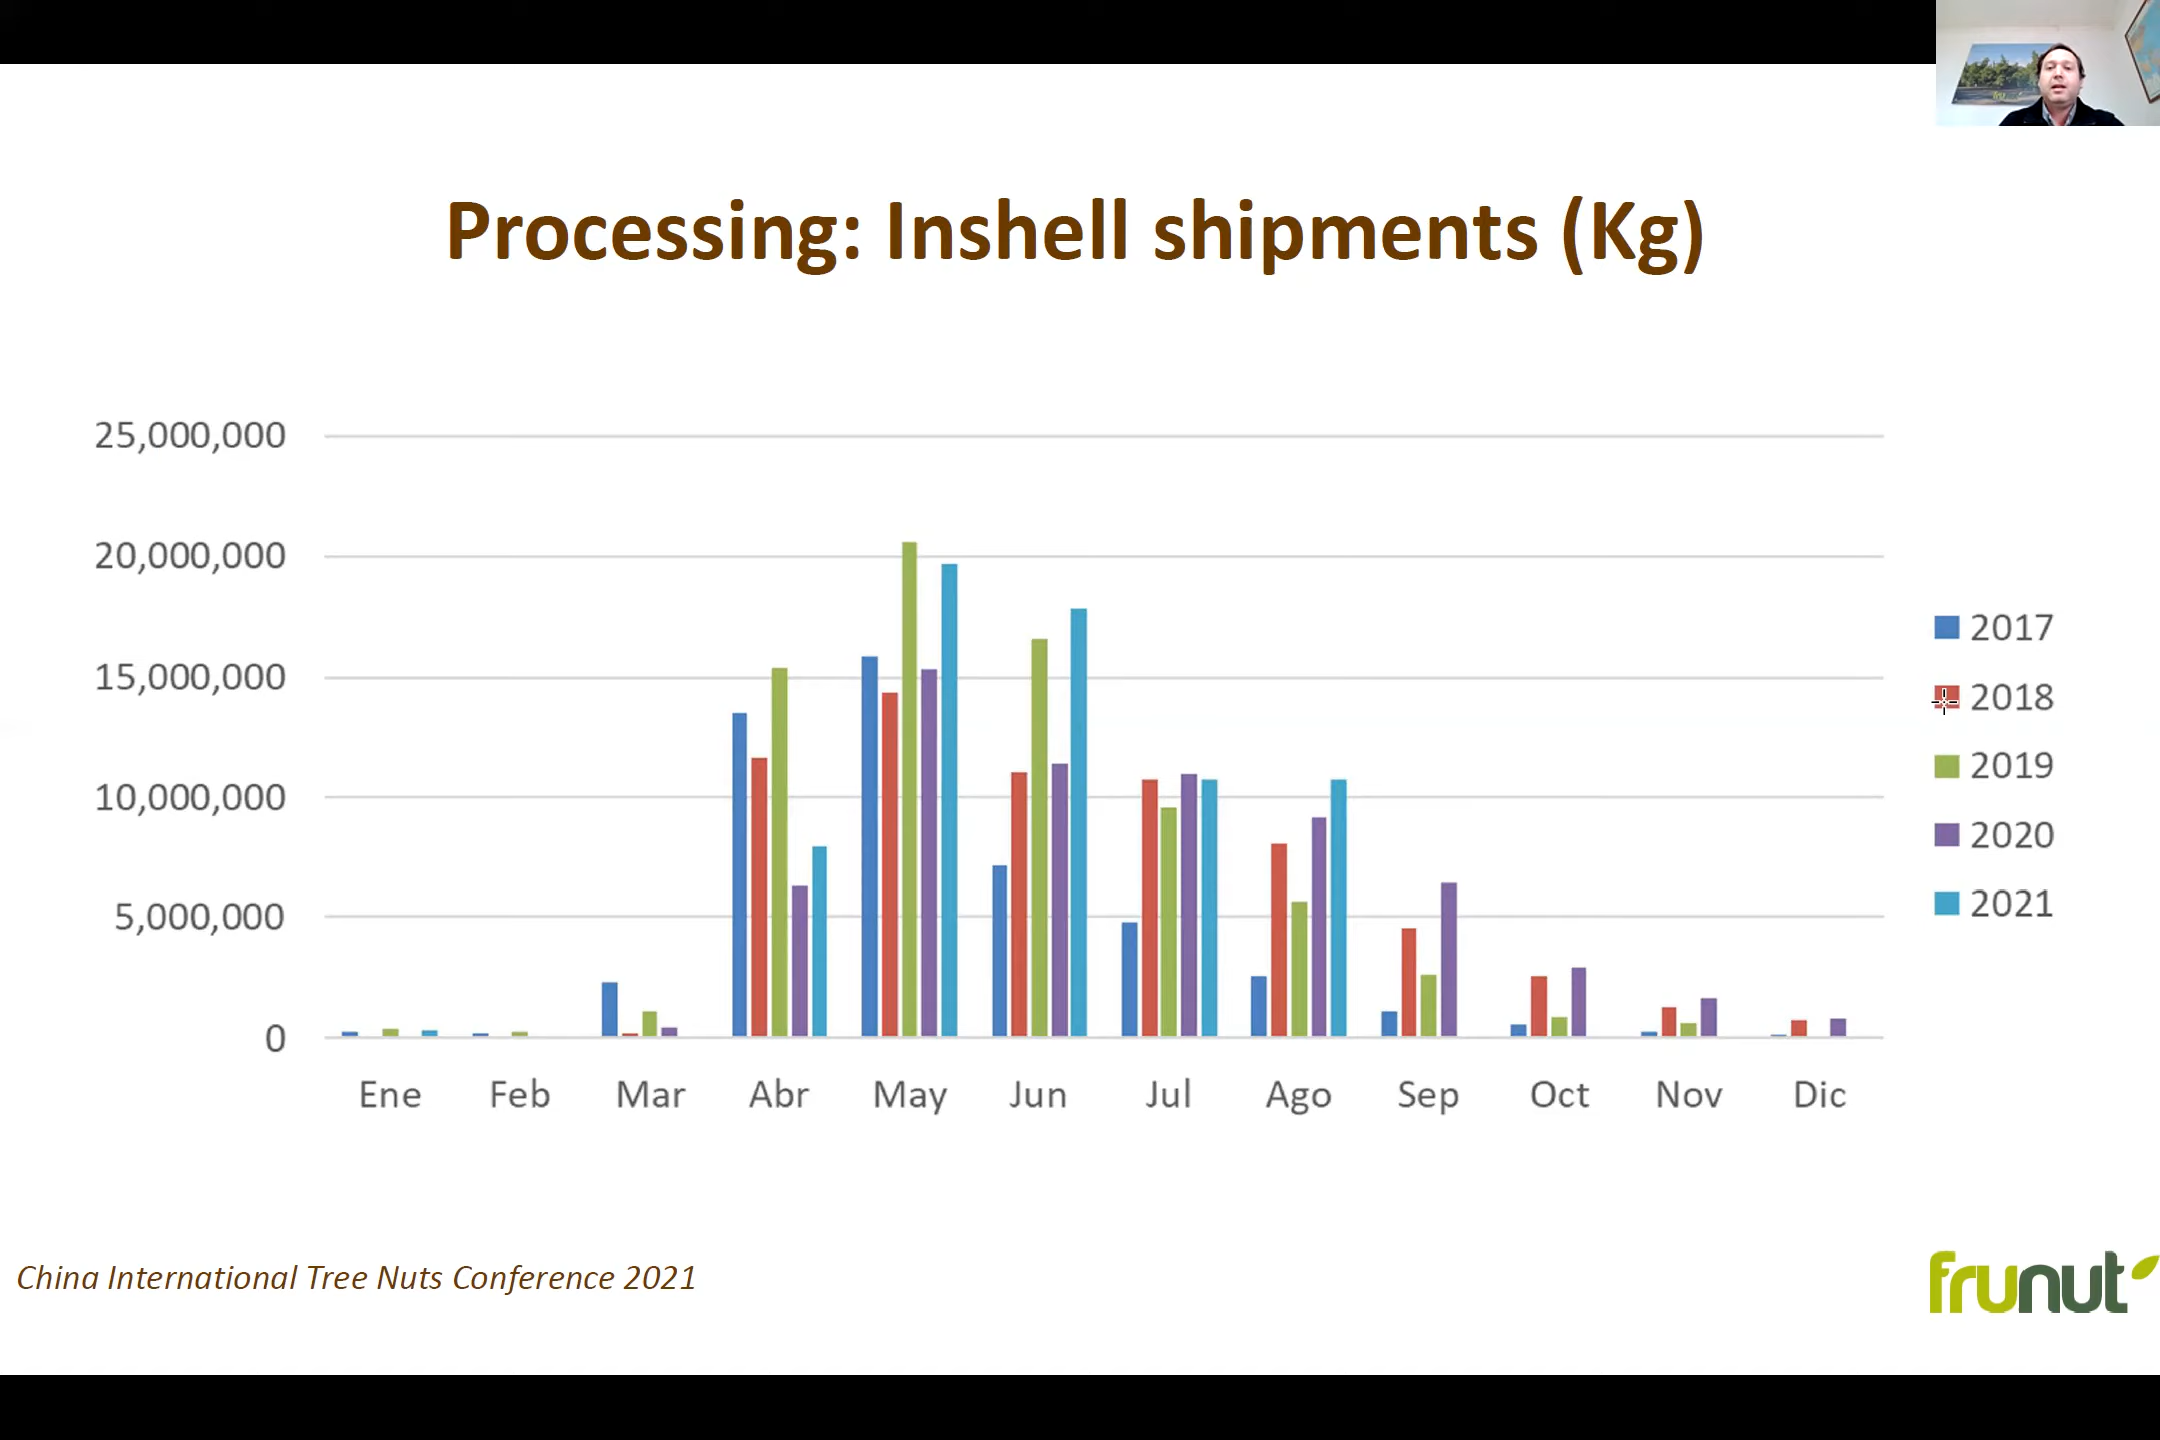 Processing: Inshell shipments (Kg)
25,000,000
20,000,000
15,000,000
10,000,000
5,000,000
0
Ene Feb Mar Abr May Jun Jul Ago Sep Oct Nov Dic
2017
2018
2019
2020
2021
China International Tree Nuts Conference 2021
frunut